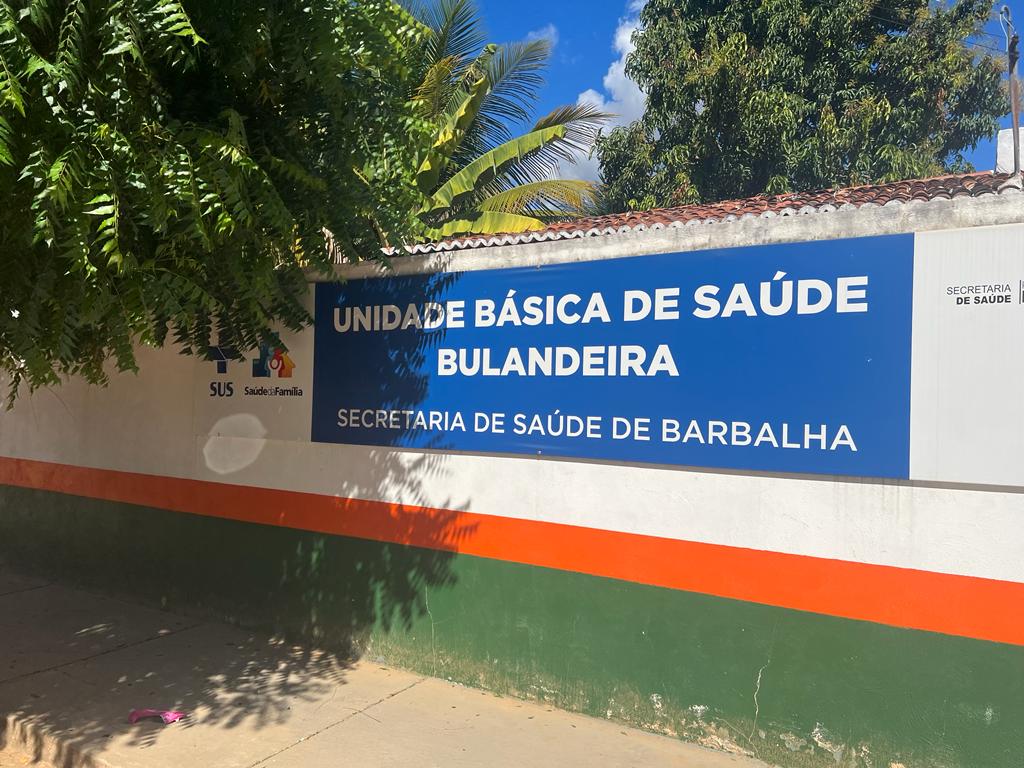 UNIDADE BÁSICA DE SAÚDE
BULANDEIRA
SECRETARIA DE SAÚDE DE BARBALHA
SUS
SaúdedaFamília
SECRETARIA
DE SAÚDE